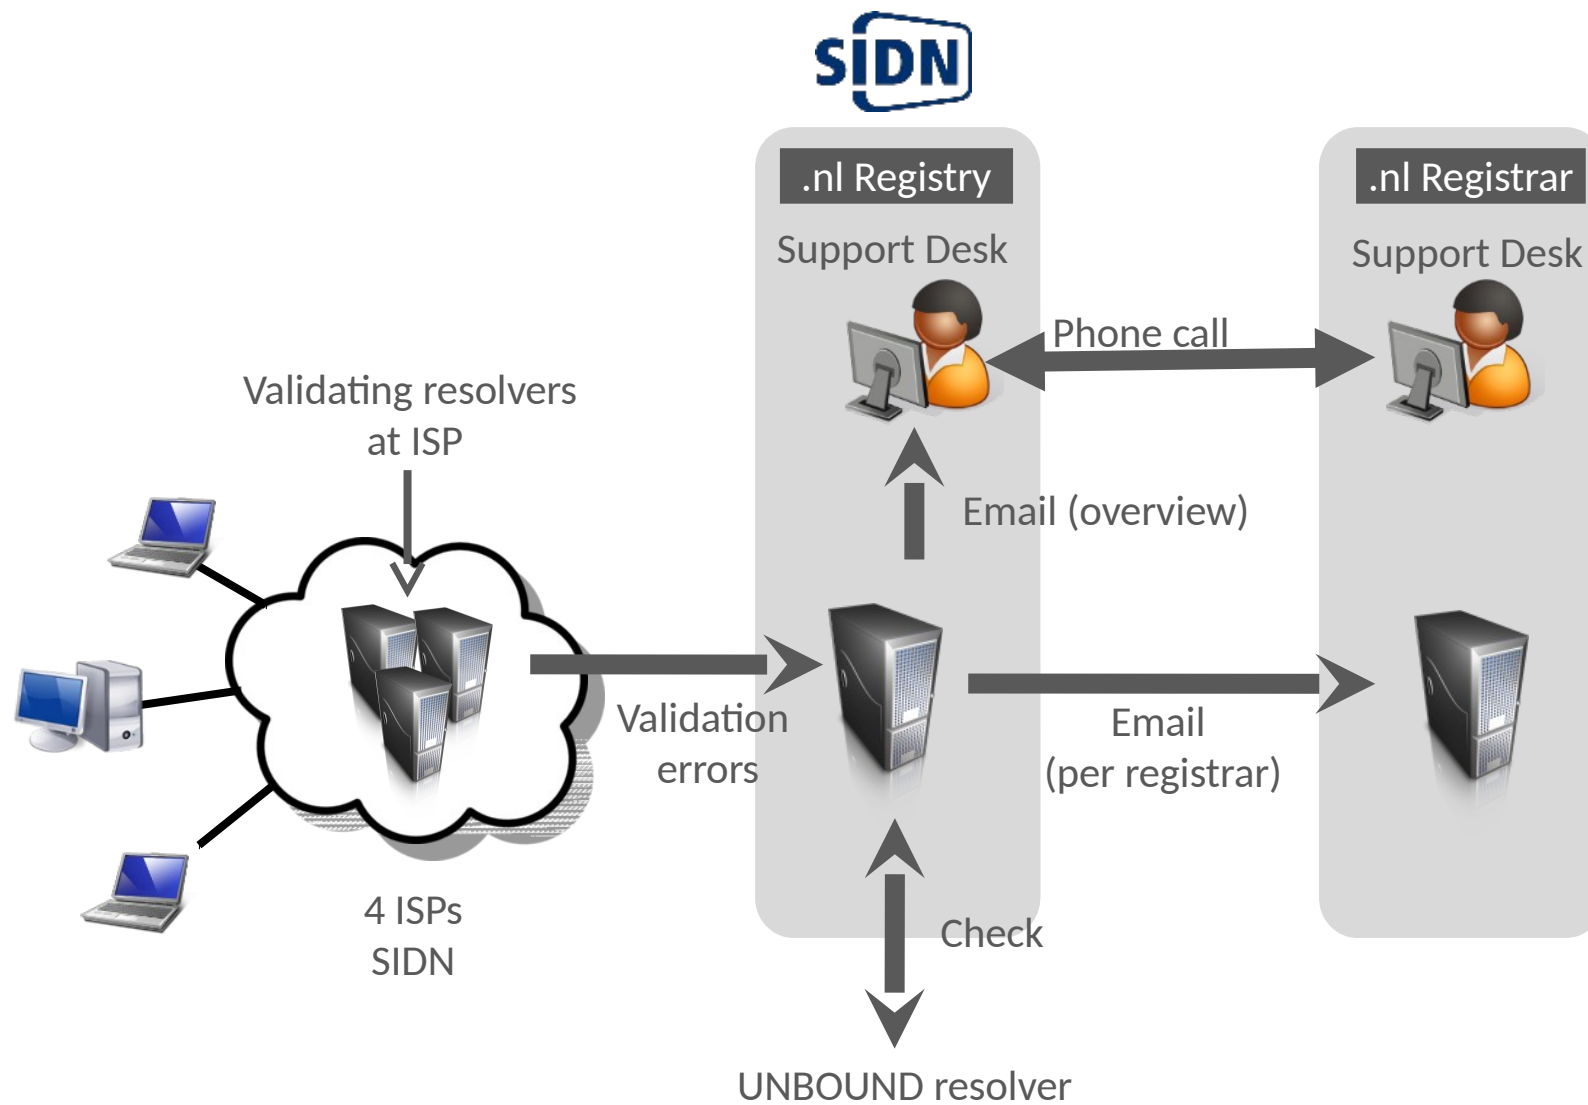 SIDN
.nl Registry
.nl Registrar
Support Desk
Support Desk
Phone call
Validating resolvers
at ISP
Email (overview)
Validation
errors
Email
(per registrar)
4 ISPs
SIDN
Check
UNBOUND resolver